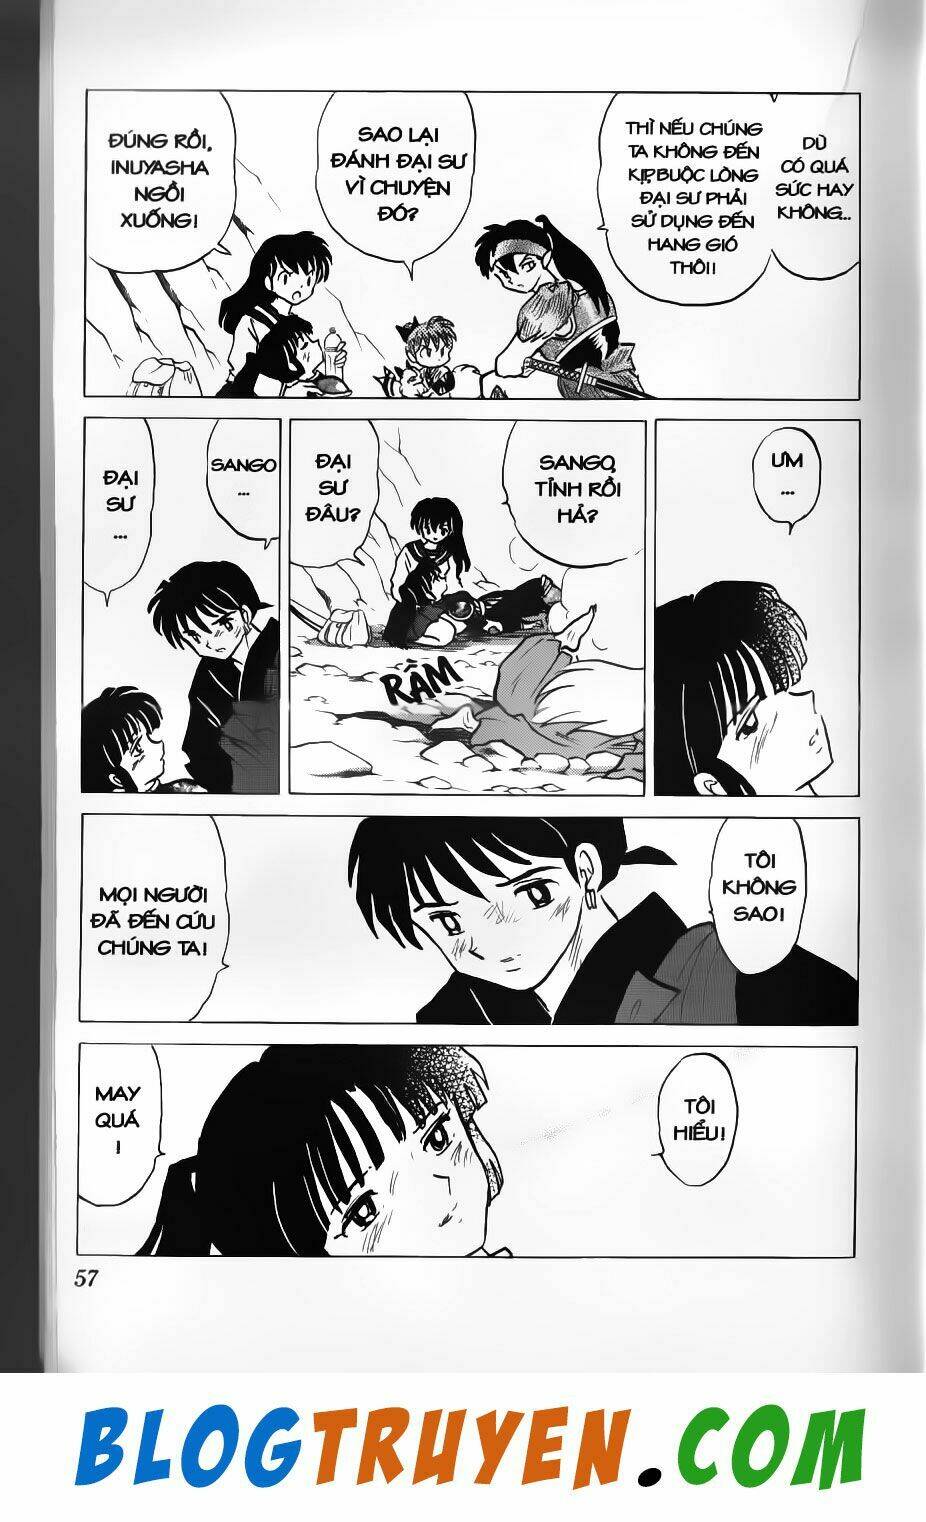 DÙ
CÓ QUÁ
SỨC HAY
KHÔNG..
THÌ NẾU CHÚNG
TA KHÔNG ĐẾN
KỊP,BUỘC LÒNG
ĐẠI SƯ PHẢI
SỬ DỤNG ĐẾN
HANG GIÓ
THÔI!
SAO LẠI
ĐÁNH ĐẠI SƯ
VÌ CHUYỆN
ĐÓ?
ĐÚNG RỒI,
INUYASHA
NGỒI
XUỐNG!
ƯM
...
SANGO,
TỈNH RỒI
HẢ?
ĐẠI
SƯ
ĐÂU?
RẦM
SANGO
...
ĐẠI
SƯ
...
TÔI
KHÔNG
SAO!
MỌI NGƯỜI
ĐÃ ĐẾN CỨU
CHÚNG TA!
TÔI
HIỂU!
MAY
QUÁ
!
57
BLOGTRUYEN.COM